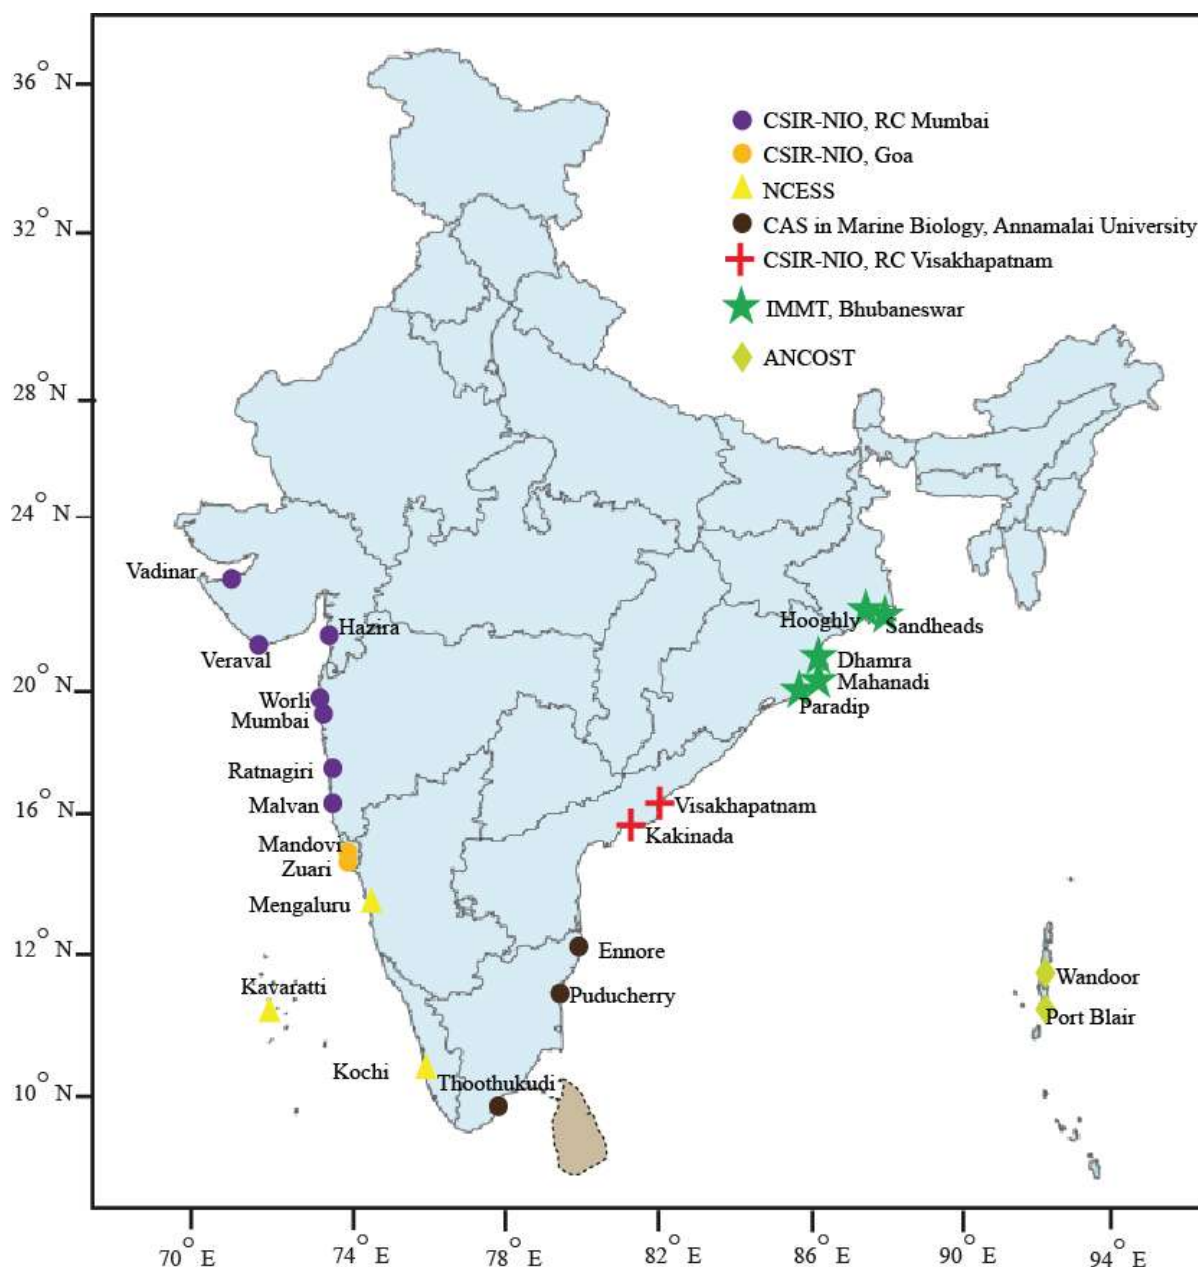 36° N
32° N
28° N
24° N
20° N
16° N
12° N
10° N
CSIR-NIO, RC Mumbai
CSIR-NIO, Goa
NCESS
CAS in Marine Biology, Annamalai University
CSIR-NIO, RC Visakhapatnam
IMMT, Bhubaneswar
ANCOST
Vadinar
Hazira
Veraval
Worli
Mumbai
Ratnagiri
Malvan
Mandovi
Zuari
Mengaluru
Kavaratti
Kochi
Thoothukudi
Hooghly
Sandheads
Dhamra
Mahanadi
Paradip
Visakhapatnam
Kakinada
Ennore
Puducherry
Wandoor
Port Blair
70° E
74° E
78° E
82° E
86° E
90° E
94° E